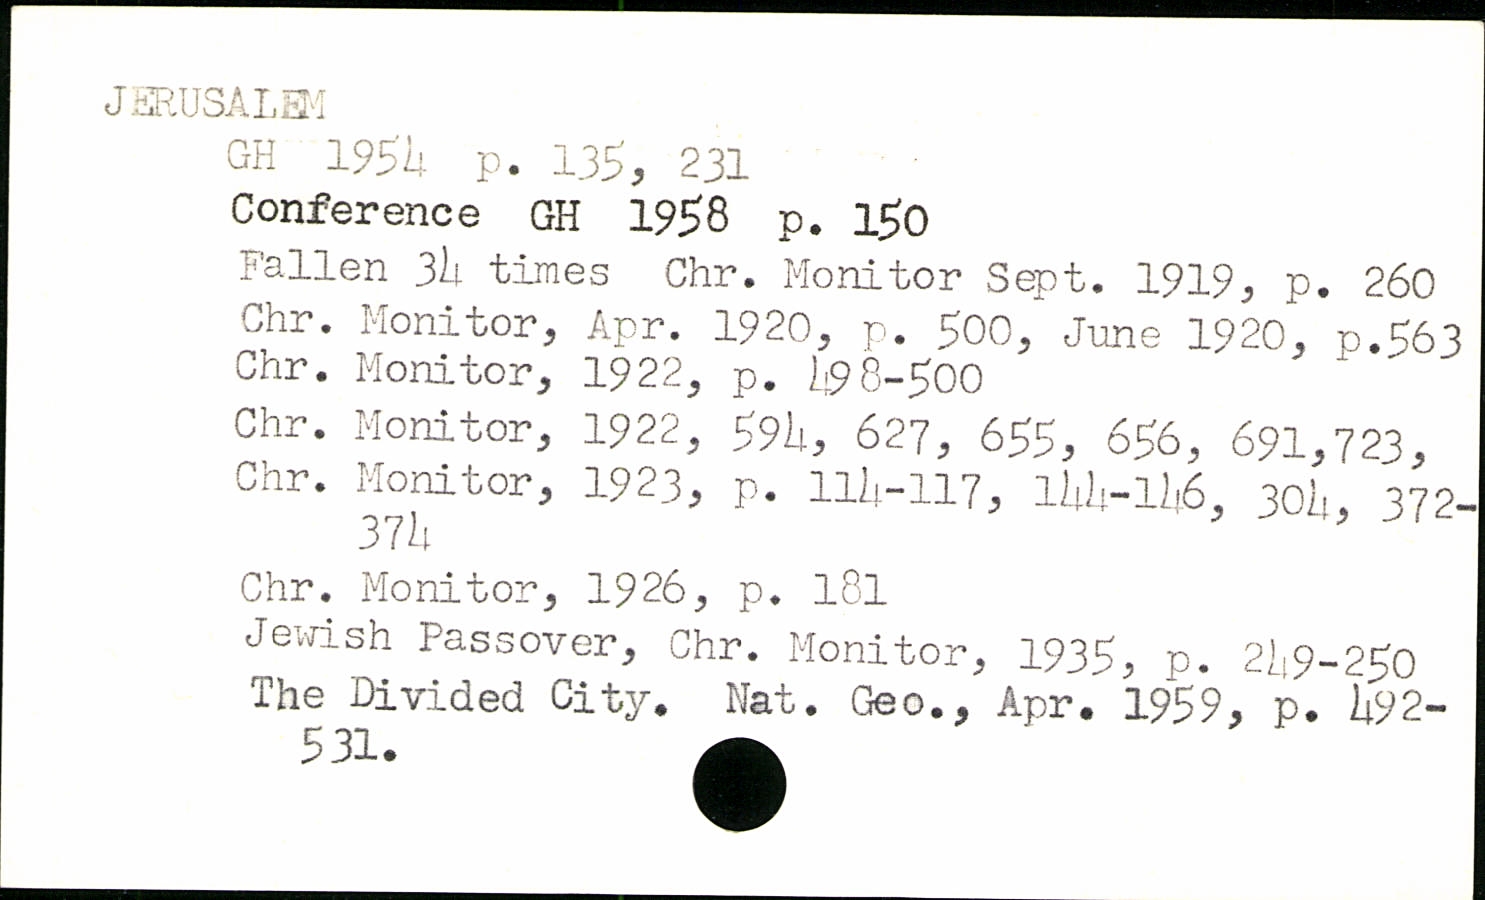 JERUSALEM
GH 1954 p. 135, 231
Conference GH 1958 p. 150
Fallen 34 times Chr. Monitor Sept. 1919, p. 260
Chr. Monitor, Apr. 1920, p. 500, June 1920, p.563
Chr. Monitor, 1922, p. 498-500
Chr. Monitor, 1922, 594, 627, 655, 656, 691,723,
Chr. Monitor, 1923, p. 114-117, 144-146, 304, 372-
374
Chr. Monitor, 1926, p. 181
Jewish Passover, Chr. Monitor, 1935, p. 249-250
The Divided City. Nat. Geo., Apr. 1959, p. 492-
531.